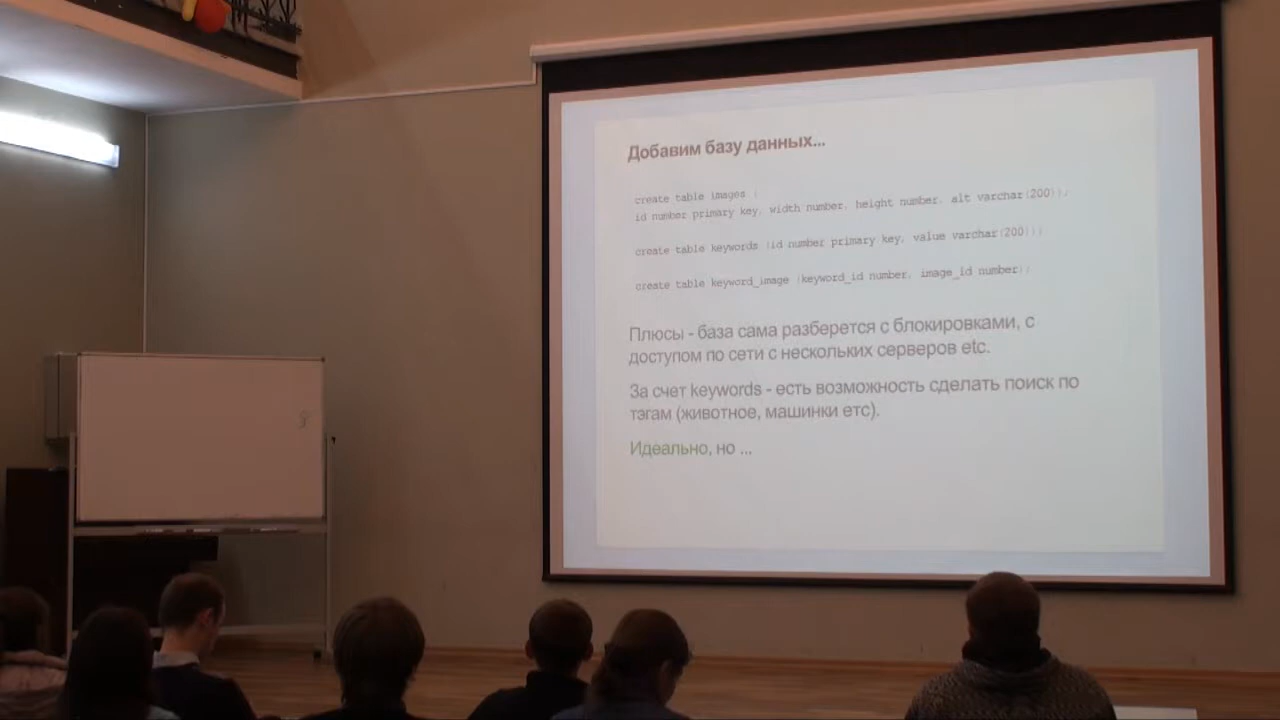 Добавим базу данных...
create table images (
id number primary key, width number, height number, alt varchar(200));
create table keywords (id number primary key, value varchar(200));
create table keyword_image (keyword_id number, image_id number);
Плюсы - база сама разберется с блокировками, с
доступом по сети с нескольких серверов etc.
За счет keywords - есть возможность сделать поиск по
тэгам (животное, машинки етс).
Идеально, но ...